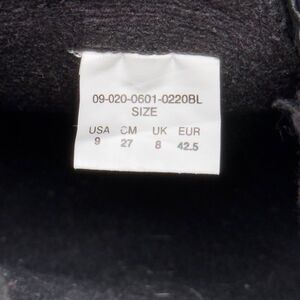 09-020-0601-0220BL
SIZE
USA CM UK EUR
9 27 8 42.5